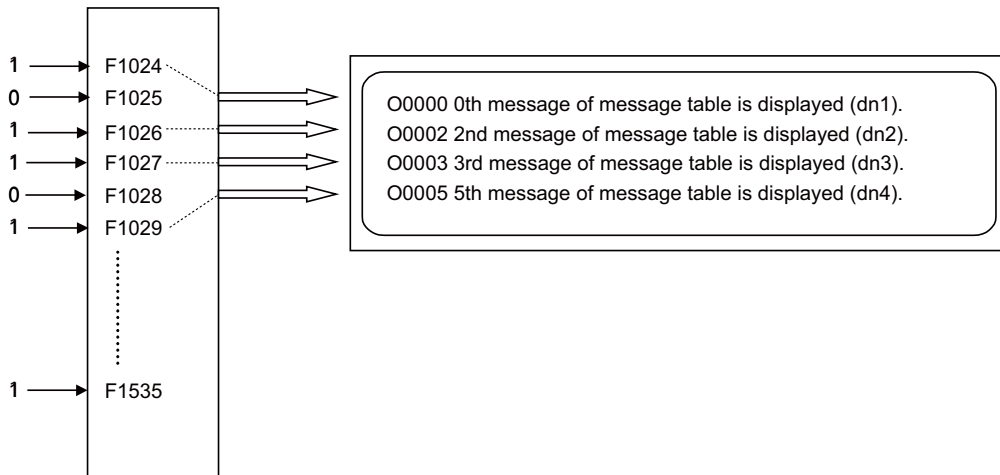 1 F1024
0 F1025
1 F1026
1 F1027
0 F1028
1 F1029
1 F1535
O0000 0th message of message table is displayed (dn1).
O0002 2nd message of message table is displayed (dn2).
O0003 3rd message of message table is displayed (dn3).
O0005 5th message of message table is displayed (dn4).